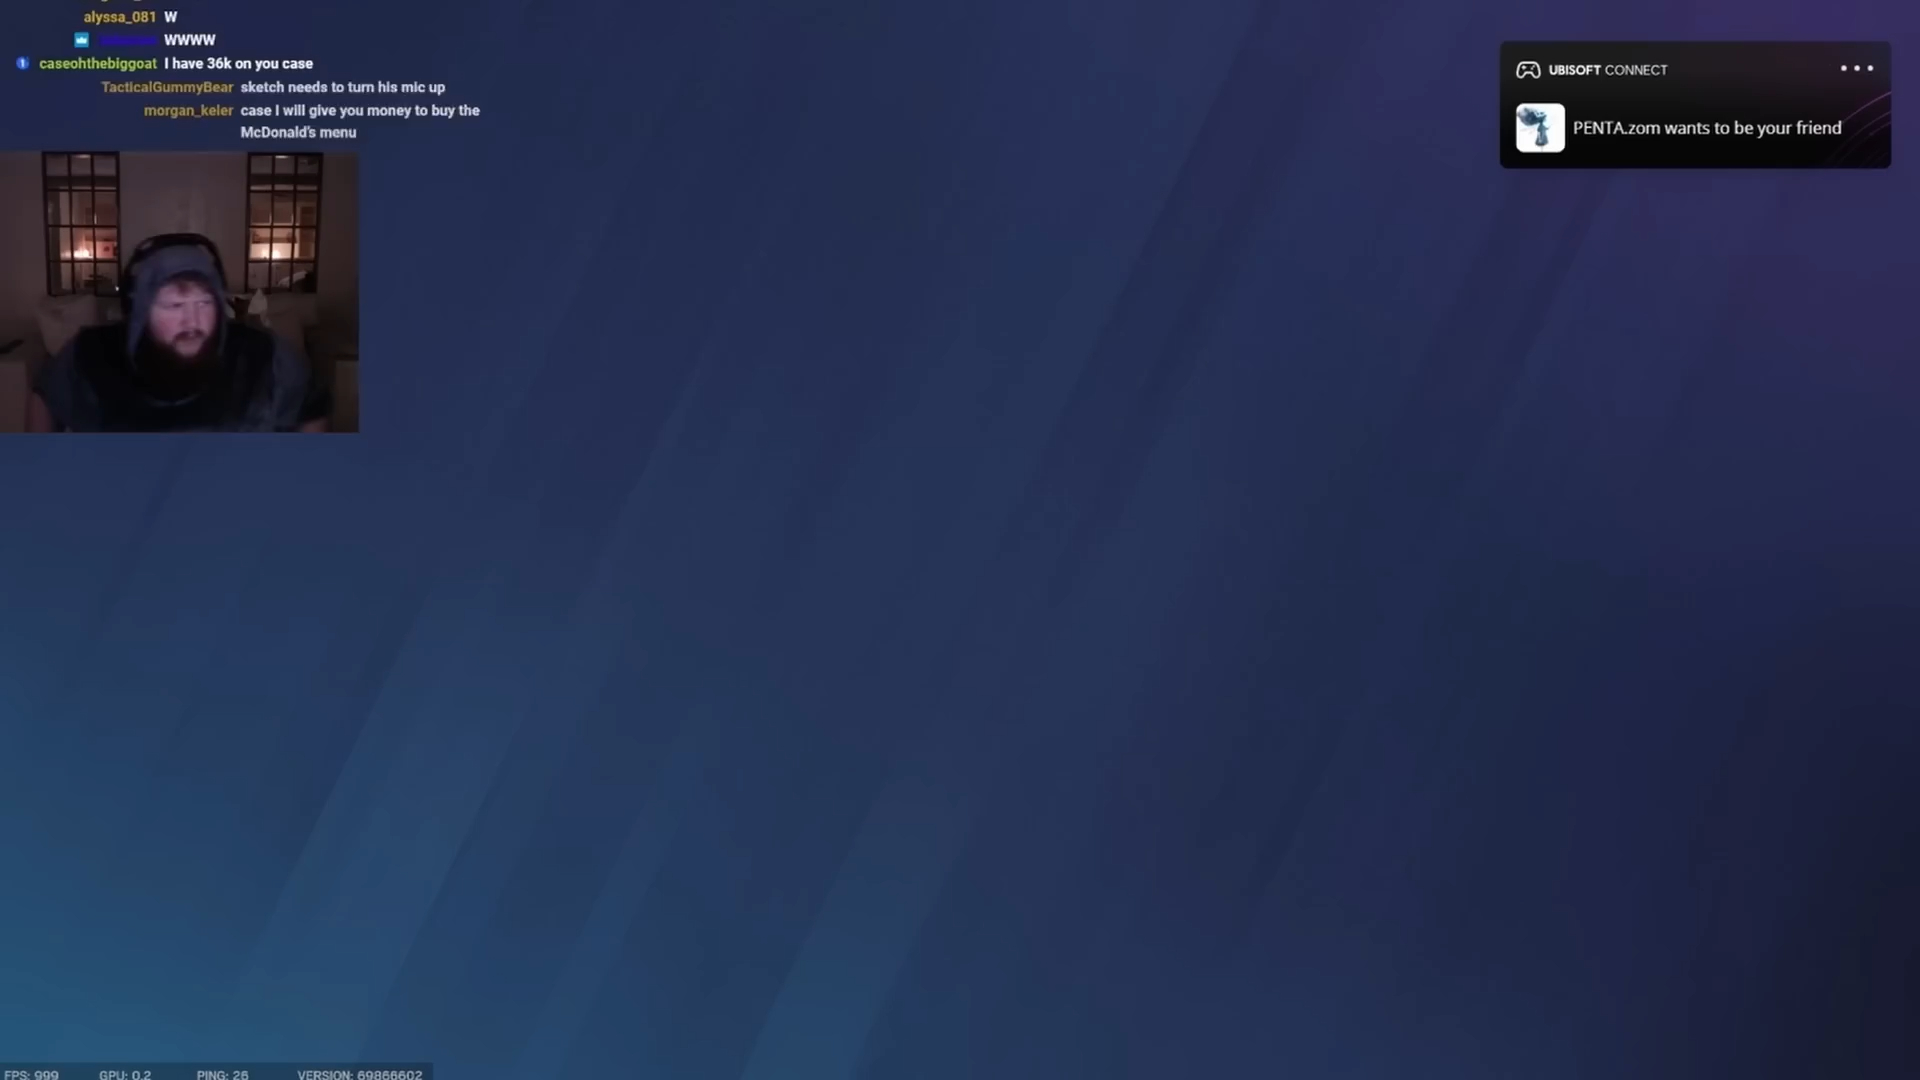 alyssa_081 W
WWWW
caseohthebiggoat I have 36k on you case
TacticalGummyBear sketch needs to turn his mic up
morgan_keler case I will give you money to buy the
McDonald's menu
UBISOFT CONNECT
PENTA.zom wants to be your friend
FPS: 999 GPU: 0.2 PING: 26 VERSION: 69866602